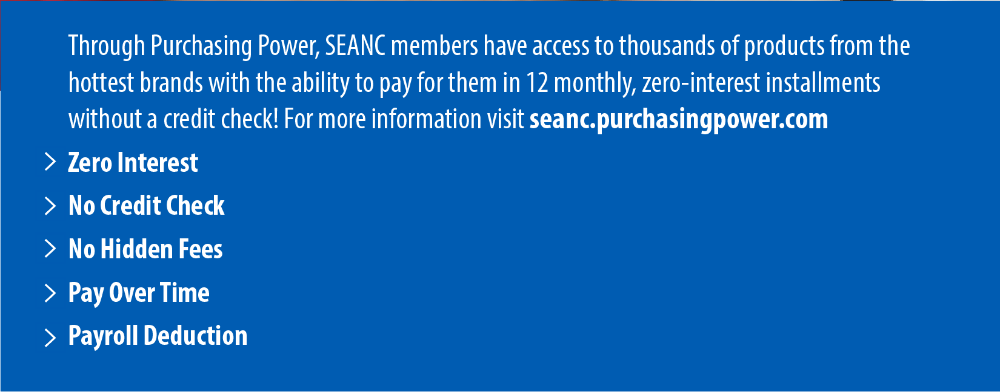 Through Purchasing Power, SEANC members have access to thousands of products from the
hottest brands with the ability to pay for them in 12 monthly, zero-interest installments
without a credit check! For more information visit seanc.purchasingpower.com
> Zero Interest
> No Credit Check
> No Hidden Fees
> Pay Over Time
> Payroll Deduction